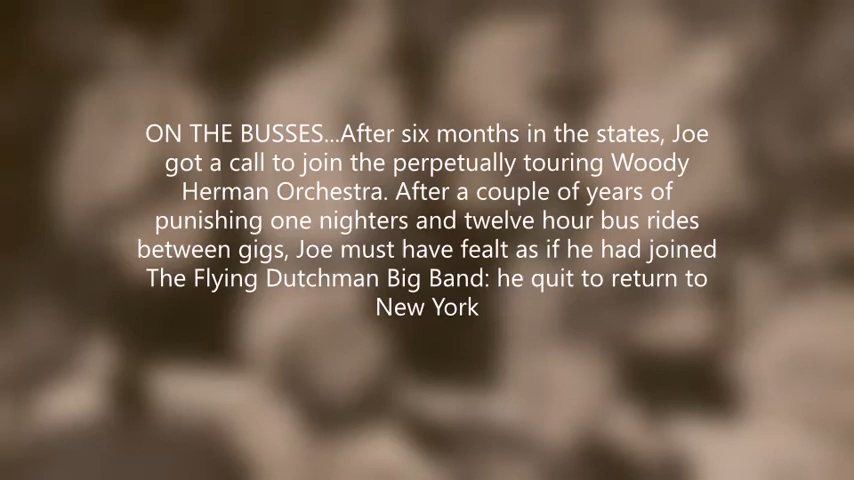 ON THE BUSSES...After six months in the states, Joe
got a call to join the perpetually touring Woody
Herman Orchestra. After a couple of years of
punishing one nighters and twelve hour bus rides
between gigs, Joe must have fealt as if he had joined
The Flying Dutchman Big Band: he quit to return to
New York